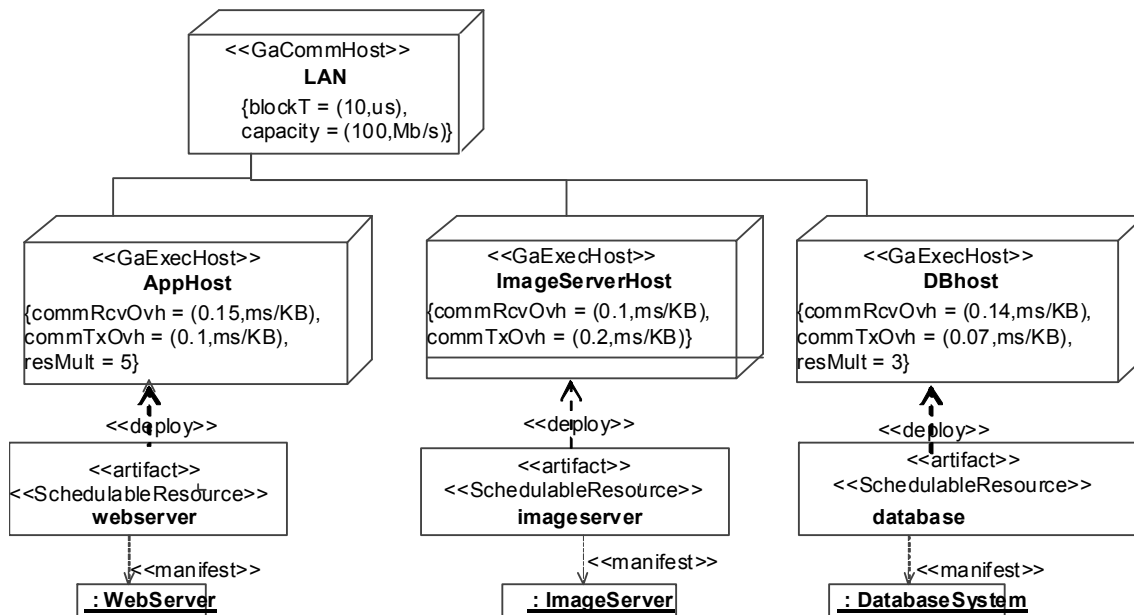 <<GaCommHost>>
LAN
{blockT = (10,us),
capacity = (100,Mb/s)}
<<GaExecHost>>
AppHost
{commRcvOvh = (0.15,ms/KB),
commTxOvh = (0.1,ms/KB),
resMult = 5}
<<GaExecHost>>
ImageServerHost
{commRcvOvh = (0.1,ms/KB),
commTxOvh = (0.2,ms/KB)}
<<GaExecHost>>
DBhost
{commRcvOvh = (0.14,ms/KB),
commTxOvh = (0.07,ms/KB),
resMult = 3}
<<deploy>>
<<deploy>>
<<deploy>>
<<artifact>>
<<SchedulableResource>>
webserver
<<artifact>>
<<SchedulableResource>>
imageserver
<<artifact>>
<<SchedulableResource>>
database
<<manifest>>
<<manifest>>
<<manifest>>
: WebServer
: ImageServer
: DatabaseSystem